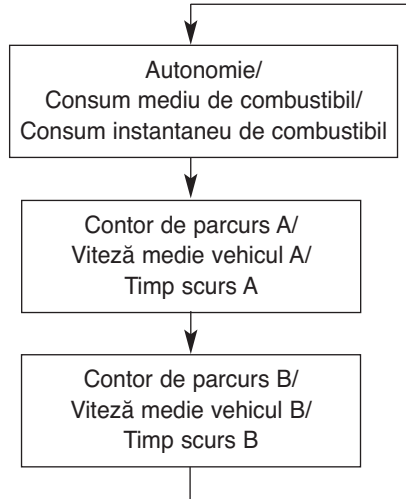 Autonomie/
Consum mediu de combustibil/
Consum instantaneu de combustibil
Contor de parcurs A/
Viteză medie vehicul A/
Timp scurs A
Contor de parcurs B/
Viteză medie vehicul B/
Timp scurs B